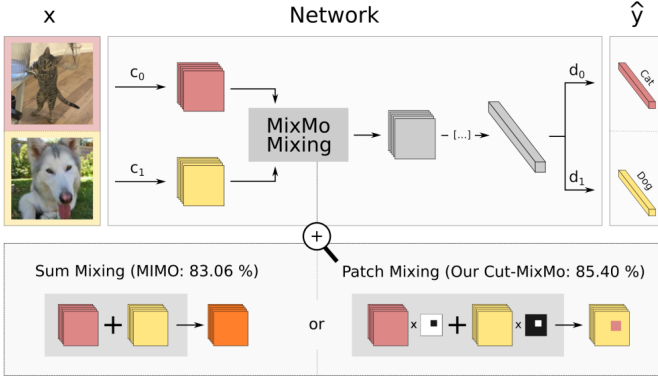 x
Network
ŷ
c₀
c₁
MixMo
Mixing
[...]
d₀
d₁
Cat
Dog
+
Sum Mixing (MIMO: 83.06 %)
Patch Mixing (Our Cut-MixMo: 85.40 %)
+
or
x
+
x